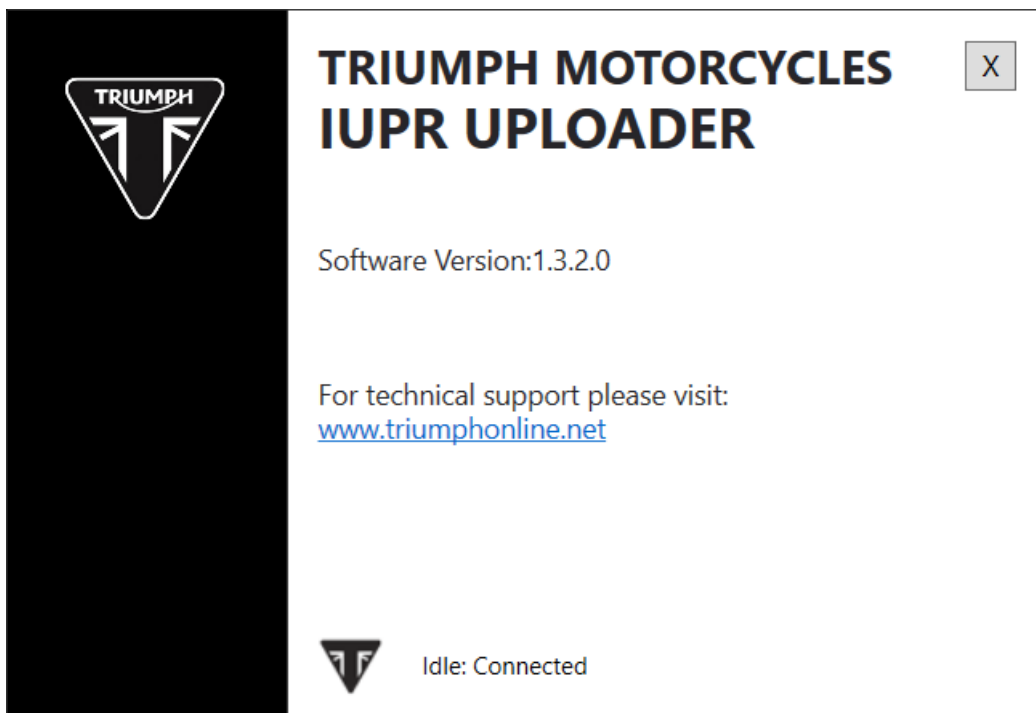 TRIUMPH
TRIUMPH MOTORCYCLES
X
IUPR UPLOADER
Software Version:1.3.2.0
For technical support please visit:
www.triumphonline.net
Idle: Connected